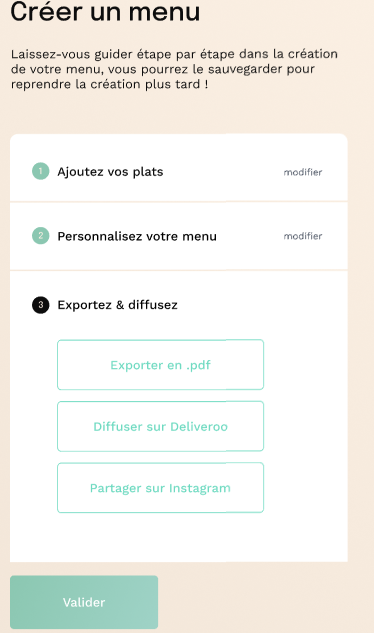 Créer un menu
Laissez-vous guider étape par étape dans la création
de votre menu, vous pourrez le sauvegarder pour
reprendre la création plus tard !
1 Ajoutez vos plats modifier
2 Personnalisez votre menu modifier
3 Exportez & diffusez
Exporter en .pdf
Diffuser sur Deliveroo
Partager sur Instagram
Valider